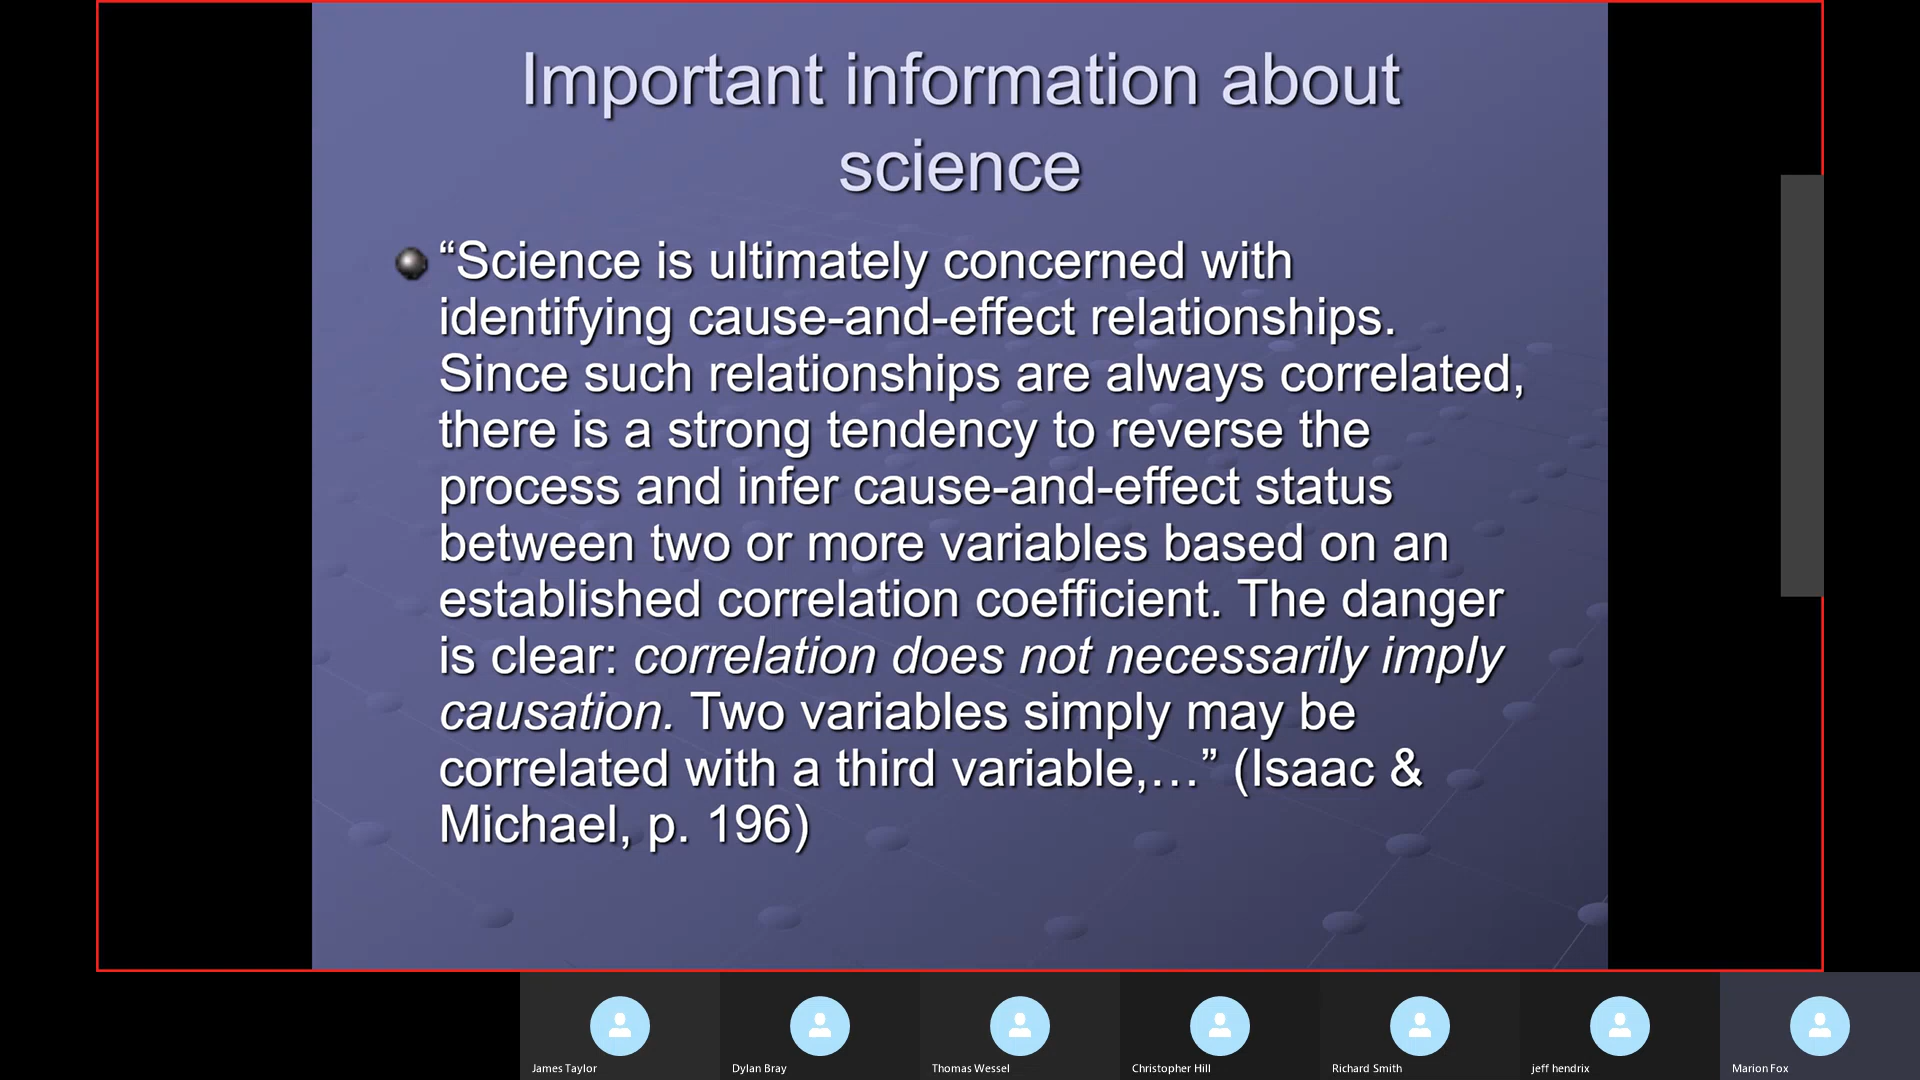 Important information about
science
“Science is ultimately concerned with
identifying cause-and-effect relationships.
Since such relationships are always correlated,
there is a strong tendency to reverse the
process and infer cause-and-effect status
between two or more variables based on an
established correlation coefficient. The danger
is clear: correlation does not necessarily imply
causation. Two variables simply may be
correlated with a third variable,…” (Isaac &
Michael, p. 196)
James Taylor
Dylan Bray
Thomas Wessel
Christopher Hill
Richard Smith
jeff hendrix
Marion Fox